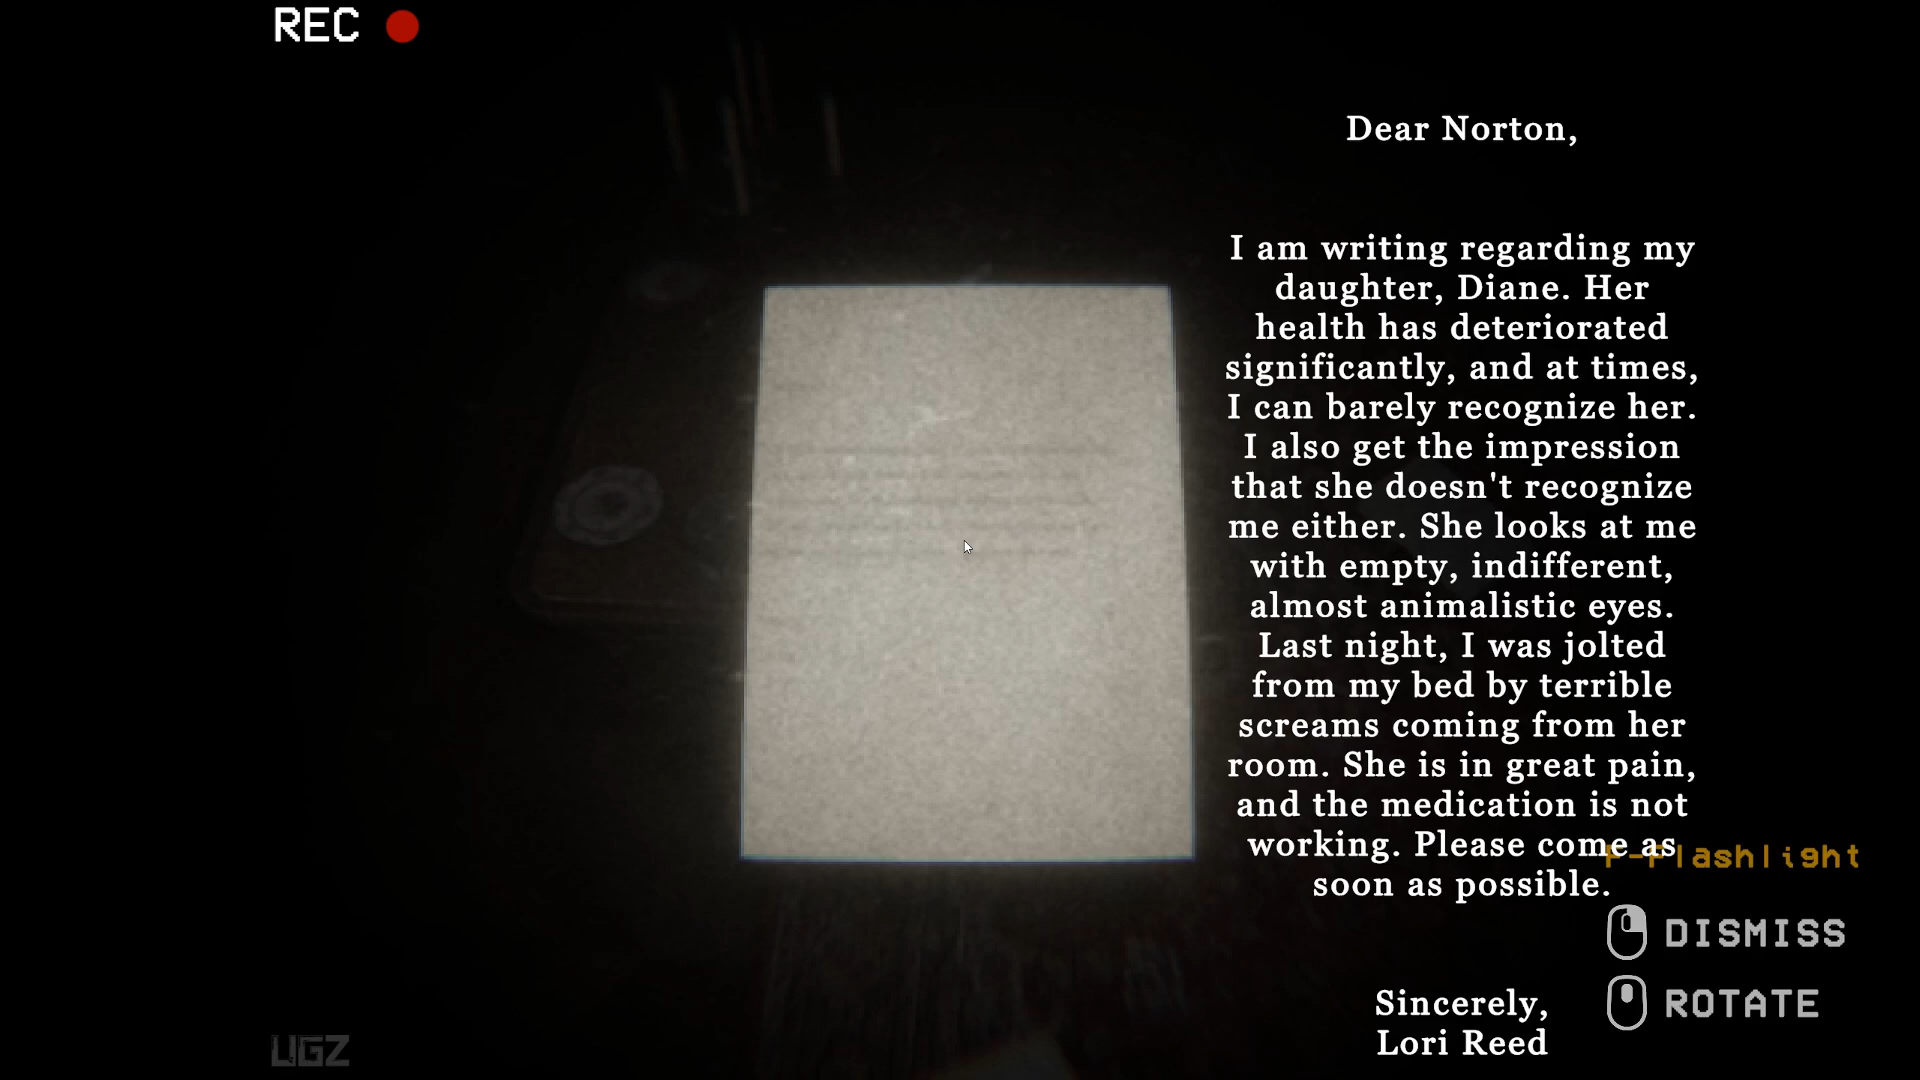 REC
Dear Norton,
I am writing regarding my
daughter, Diane. Her
health has deteriorated
significantly, and at times,
I can barely recognize her.
I also get the impression
that she doesn't recognize
me either. She looks at me
with empty, indifferent,
almost animalistic eyes.
Last night, I was jolted
from my bed by terrible
screams coming from her
room. She is in great pain,
and the medication is not
working. Please come as
soon as possible.
Sincerely,
Lori Reed
F-Flashlight
DISMISS
ROTATE
UGZ